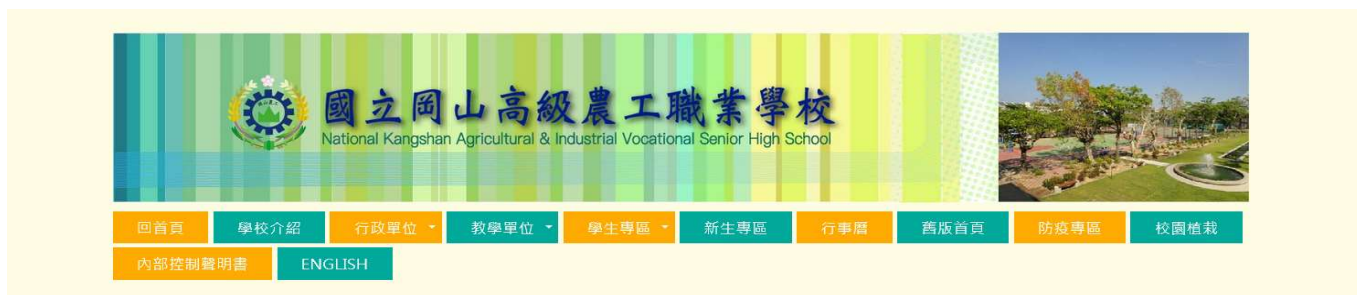 國立岡山高級農工職業學校
National Kangshan Agricultural & Industrial Vocational Senior High School
回首頁 學校介紹 行政單位 教學單位 學生專區 新生專區 行事曆 舊版首頁 防疫專區 校園植栽
內部控制聲明書 ENGLISH